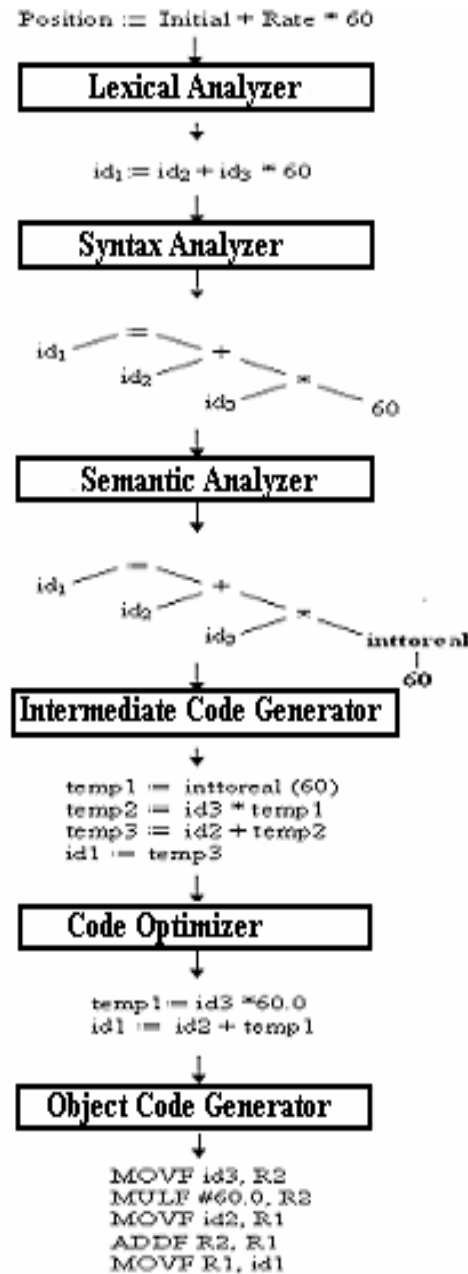 Position := Initial + Rate * 60
Lexical Analyzer
id₁ := id₂ + id₃ * 60
Syntax Analyzer
=
id₁ +
id₂ *
id₃ 60
Semantic Analyzer
=
id₁ +
id₂ *
id₃ inttoreal
60
Intermediate Code Generator
temp1 := inttoreal (60)
temp2 := id3 * temp1
temp3 := id2 + temp2
id1 := temp3
Code Optimizer
temp1 := id3 *60.0
id1 := id2 + temp1
Object Code Generator
MOVF id3, R2
MULF #60.0, R2
MOVF id2, R1
ADDF R2, R1
MOVF R1, id1